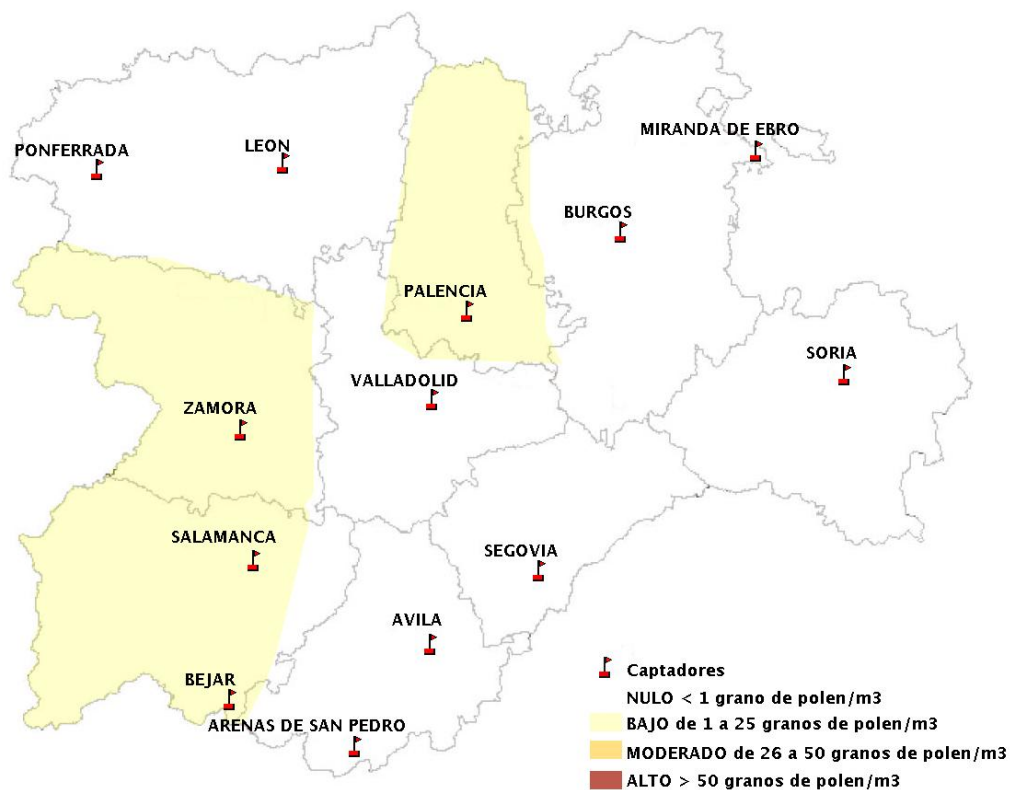 MIRANDA DE EBRO
PONFERRADA
LEON
BURGOS
PALENCIA
SORIA
VALLADOLID
ZAMORA
SALAMANCA
SEGOVIA
AVILA
BEJAR
ARENAS DE SAN PEDRO
Captadores
NULO < 1 grano de polen/m3
BAJO de 1 a 25 granos de polen/m3
MODERADO de 26 a 50 granos de polen/m3
ALTO > 50 granos de polen/m3